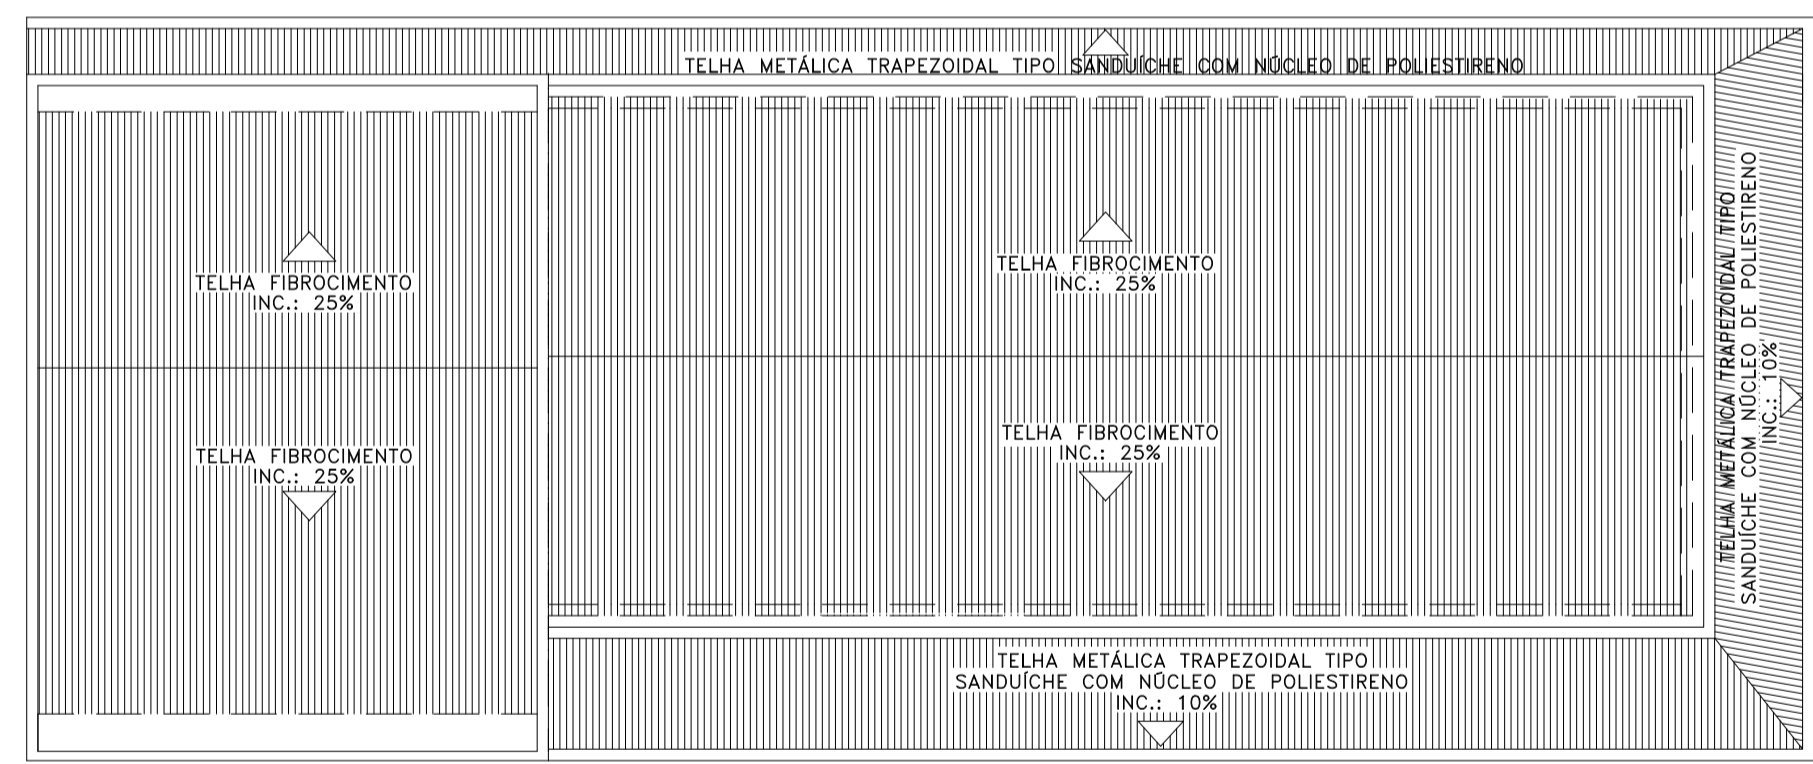 TELHA METÁLICA TRAPEZOIDAL TIPO SANDUÍCHE COM NÚCLEO DE POLIESTIRENO
TELHA FIBROCIMENTO
INC.: 25%
TELHA FIBROCIMENTO
INC.: 25%
TELHA FIBROCIMENTO
INC.: 25%
TELHA FIBROCIMENTO
INC.: 25%
TELHA METÁLICA TRAPEZOIDAL TIPO
SANDUÍCHE COM NÚCLEO DE POLIESTIRENO
INC.: 10%
TELHA METÁLICA TRAPEZOIDAL TIPO
SANDUÍCHE COM NÚCLEO DE POLIESTIRENO
INC.: 10%